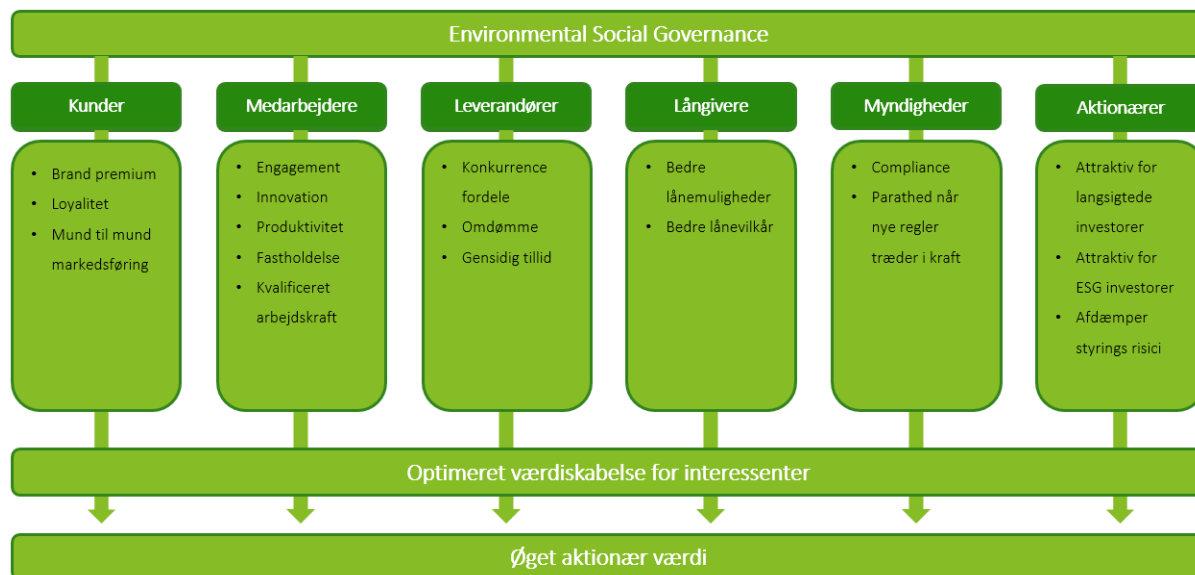 Environmental Social Governance
Kunder
• Brand premium
• Loyalitet
• Mund til mund
markedsføring
Medarbejdere
• Engagement
• Innovation
• Produktivitet
• Fastholdelse
• Kvalificeret
arbejdskraft
Leverandører
• Konkurrence
fordele
• Omdømme
• Gensidig tillid
Långivere
• Bedre
lånemuligheder
• Bedre lånevilkår
Myndigheder
• Compliance
• Parathed når
nye regler
træder i kraft
Aktionærer
• Attraktiv for
langsigtede
investorer
• Attraktiv for
ESG investorer
• Afdæmper
styrings risici
Optimeret værdiskabelse for interessenter
Øget aktionær værdi